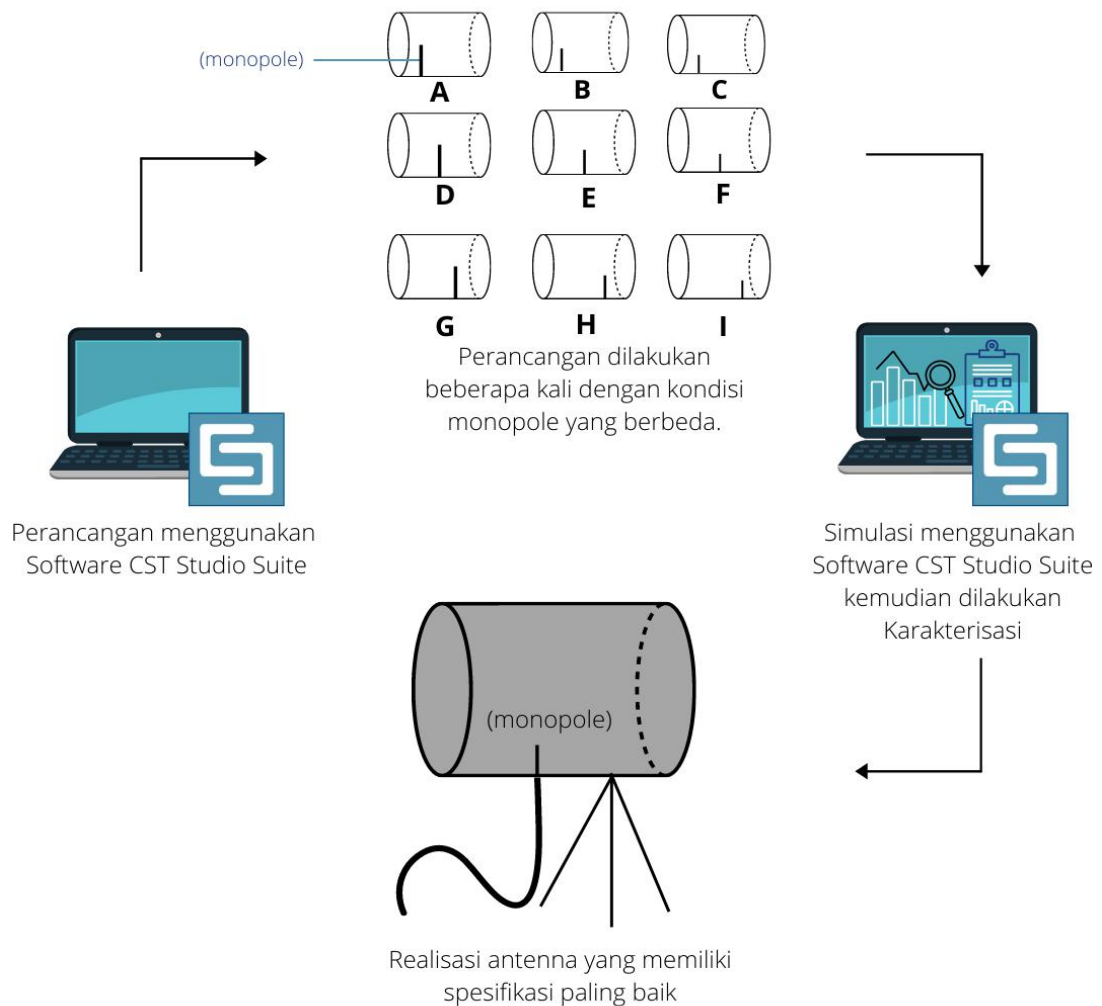 (monopole)
A
B
C
D
E
F
G
H
I
Perancangan dilakukan
beberapa kali dengan kondisi
monopole yang berbeda.
Perancangan menggunakan
Software CST Studio Suite
Simulasi menggunakan
Software CST Studio Suite
kemudian dilakukan
Karakterisasi
(monopole)
Realisasi antenna yang memiliki
spesifikasi paling baik